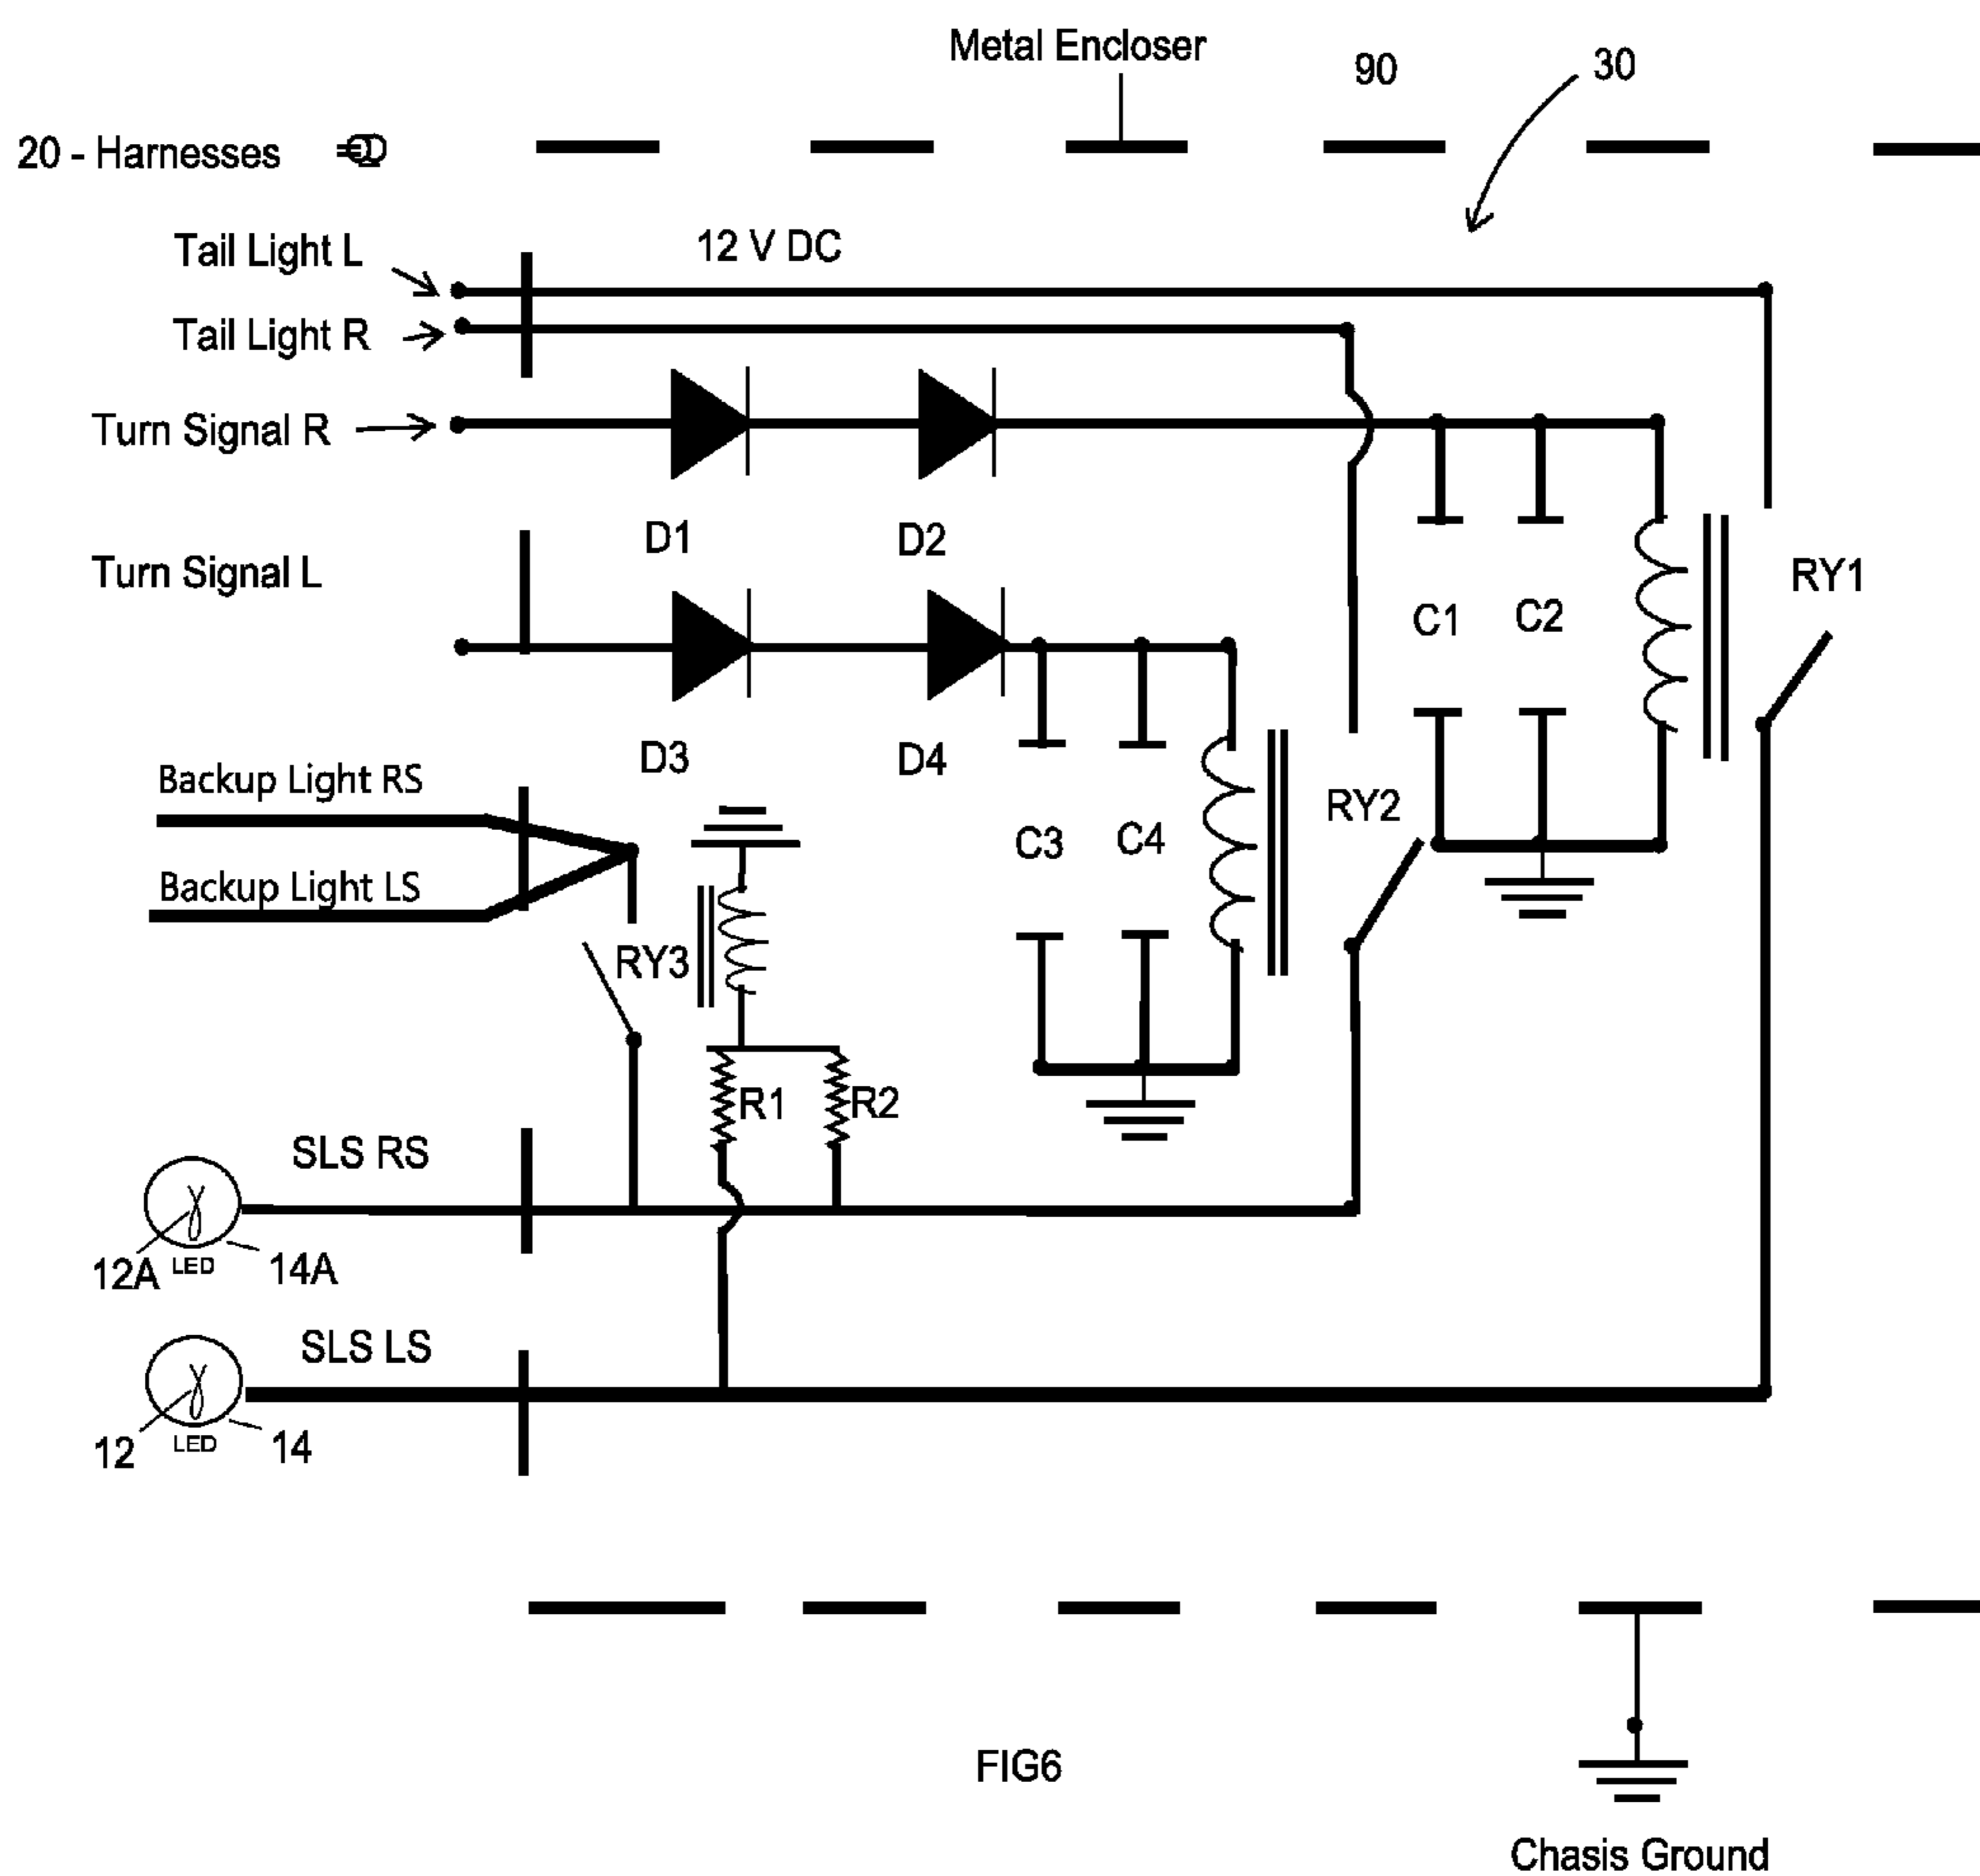 Metal Encloser
90
30
20 - Harnesses
Tail Light L
12 V DC
Tail Light R
Turn Signal R
D1
D2
Turn Signal L
RY1
C1
C2
D3
D4
Backup Light RS
RY2
C3
C4
Backup Light LS
RY3
R1
R2
SLS RS
12A
LED
14A
SLS LS
12
LED
14
FIG6
Chasis Ground